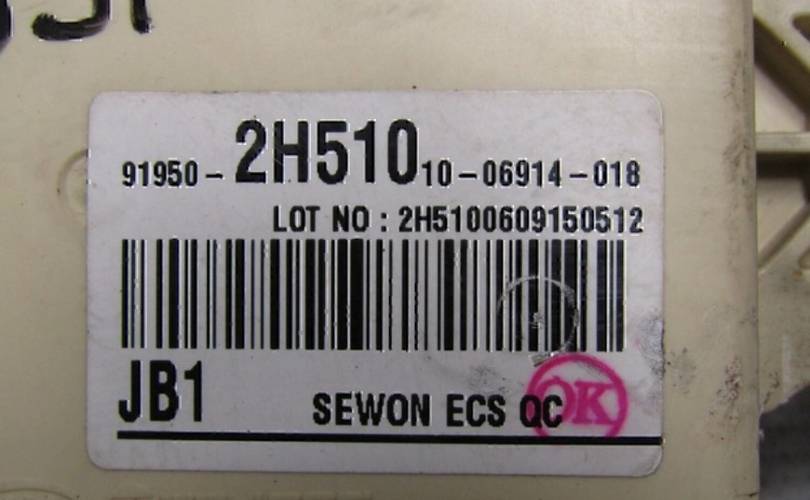 91950-2H510 10-06914-018
LOT NO : 2H5100609150512
JB1
SEWON ECS QC
OK